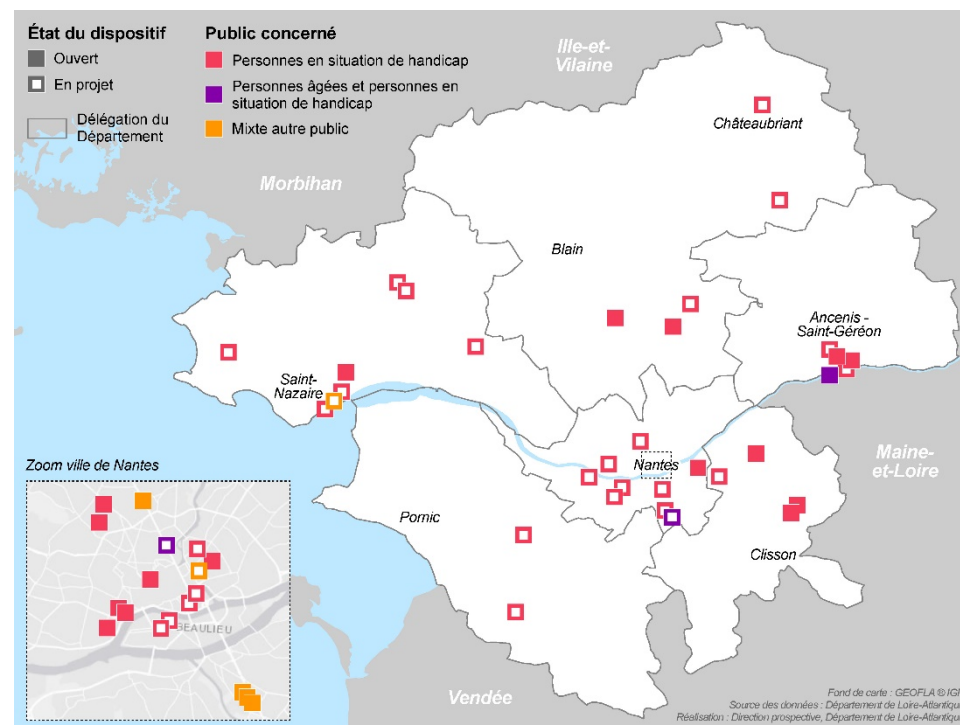 État du dispositif
Ouvert
En projet
Délégation du
Département
Public concerné
Personnes en situation de handicap
Personnes âgées et personnes en
situation de handicap
Mixte autre public
Ille-et-
Vilaine
Châteaubriant
Morbihan
Blain
Ancenis -
Saint-Géréon
Saint-
Nazaire
Maine-
et-Loire
Nantes
Zoom ville de Nantes
Pornic
Clisson
BEAULIEU
Vendée
Fond de carte : GEOFLA ® IGN
Source des données : Département de Loire-Atlantique
Réalisation : Direction prospective, Département de Loire-Atlantique